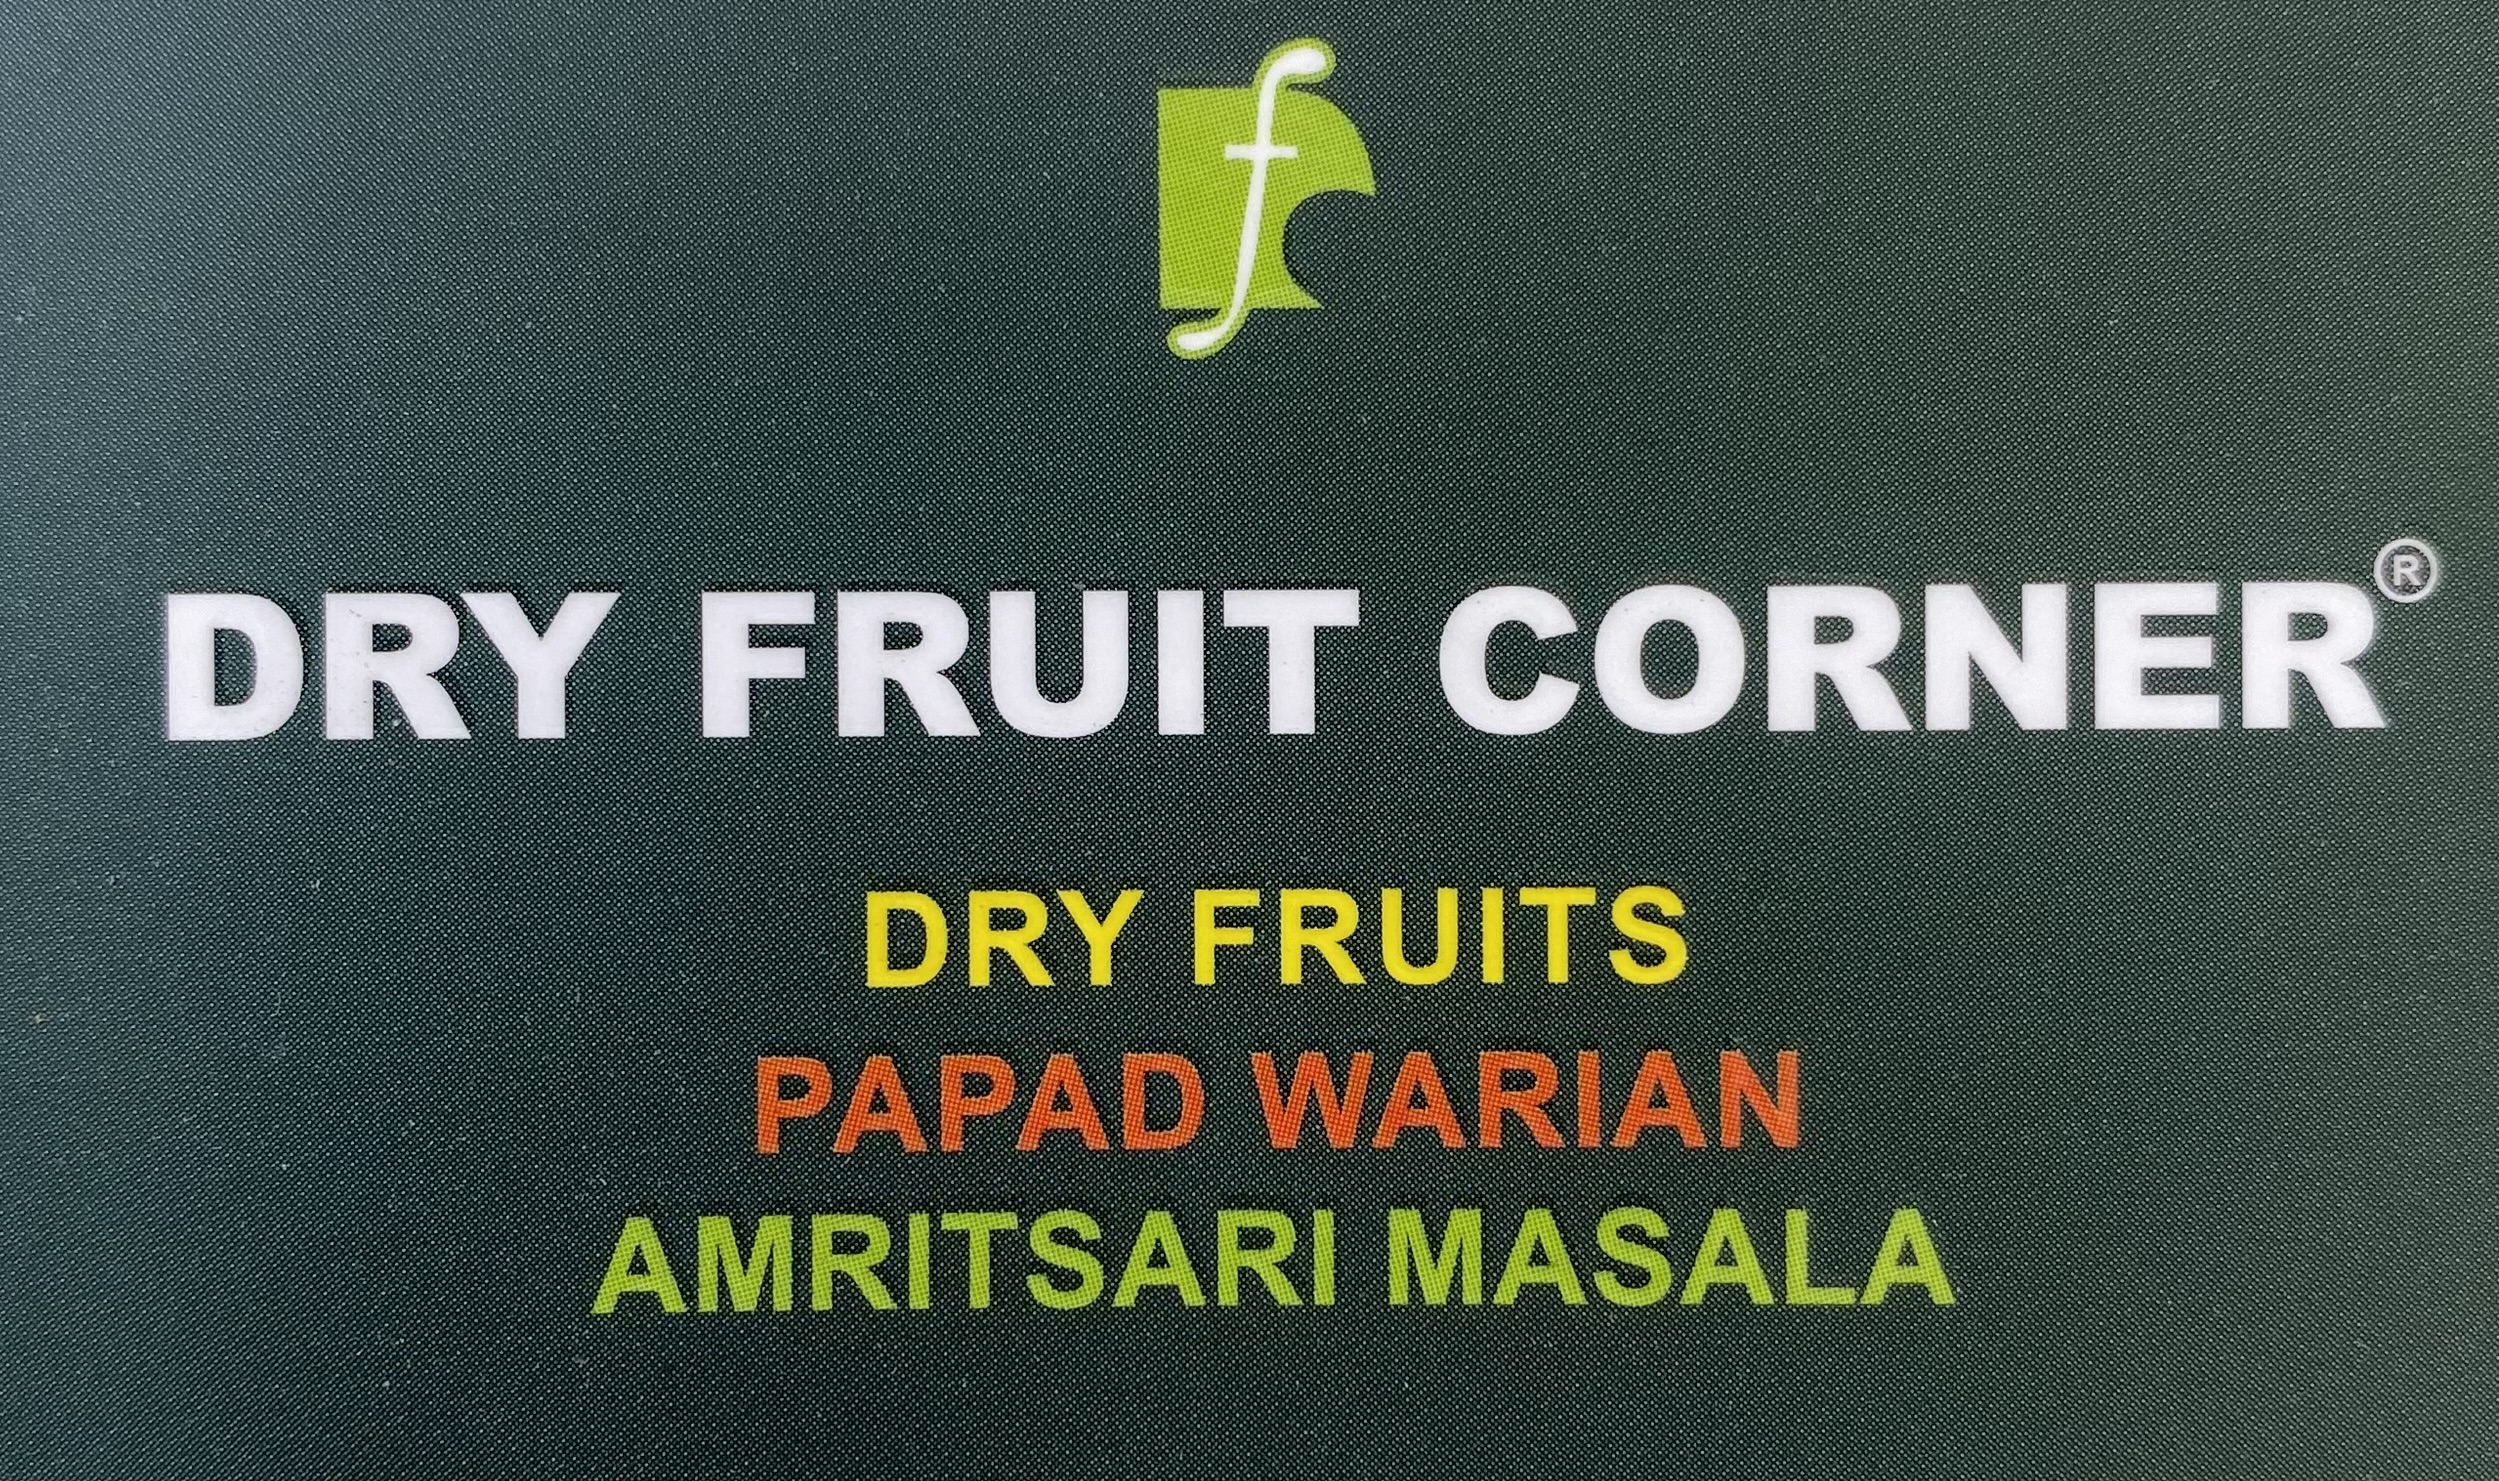 f
DRY FRUIT CORNER®
DRY FRUITS
PAPAD WARIAN
AMRITSARI MASALA